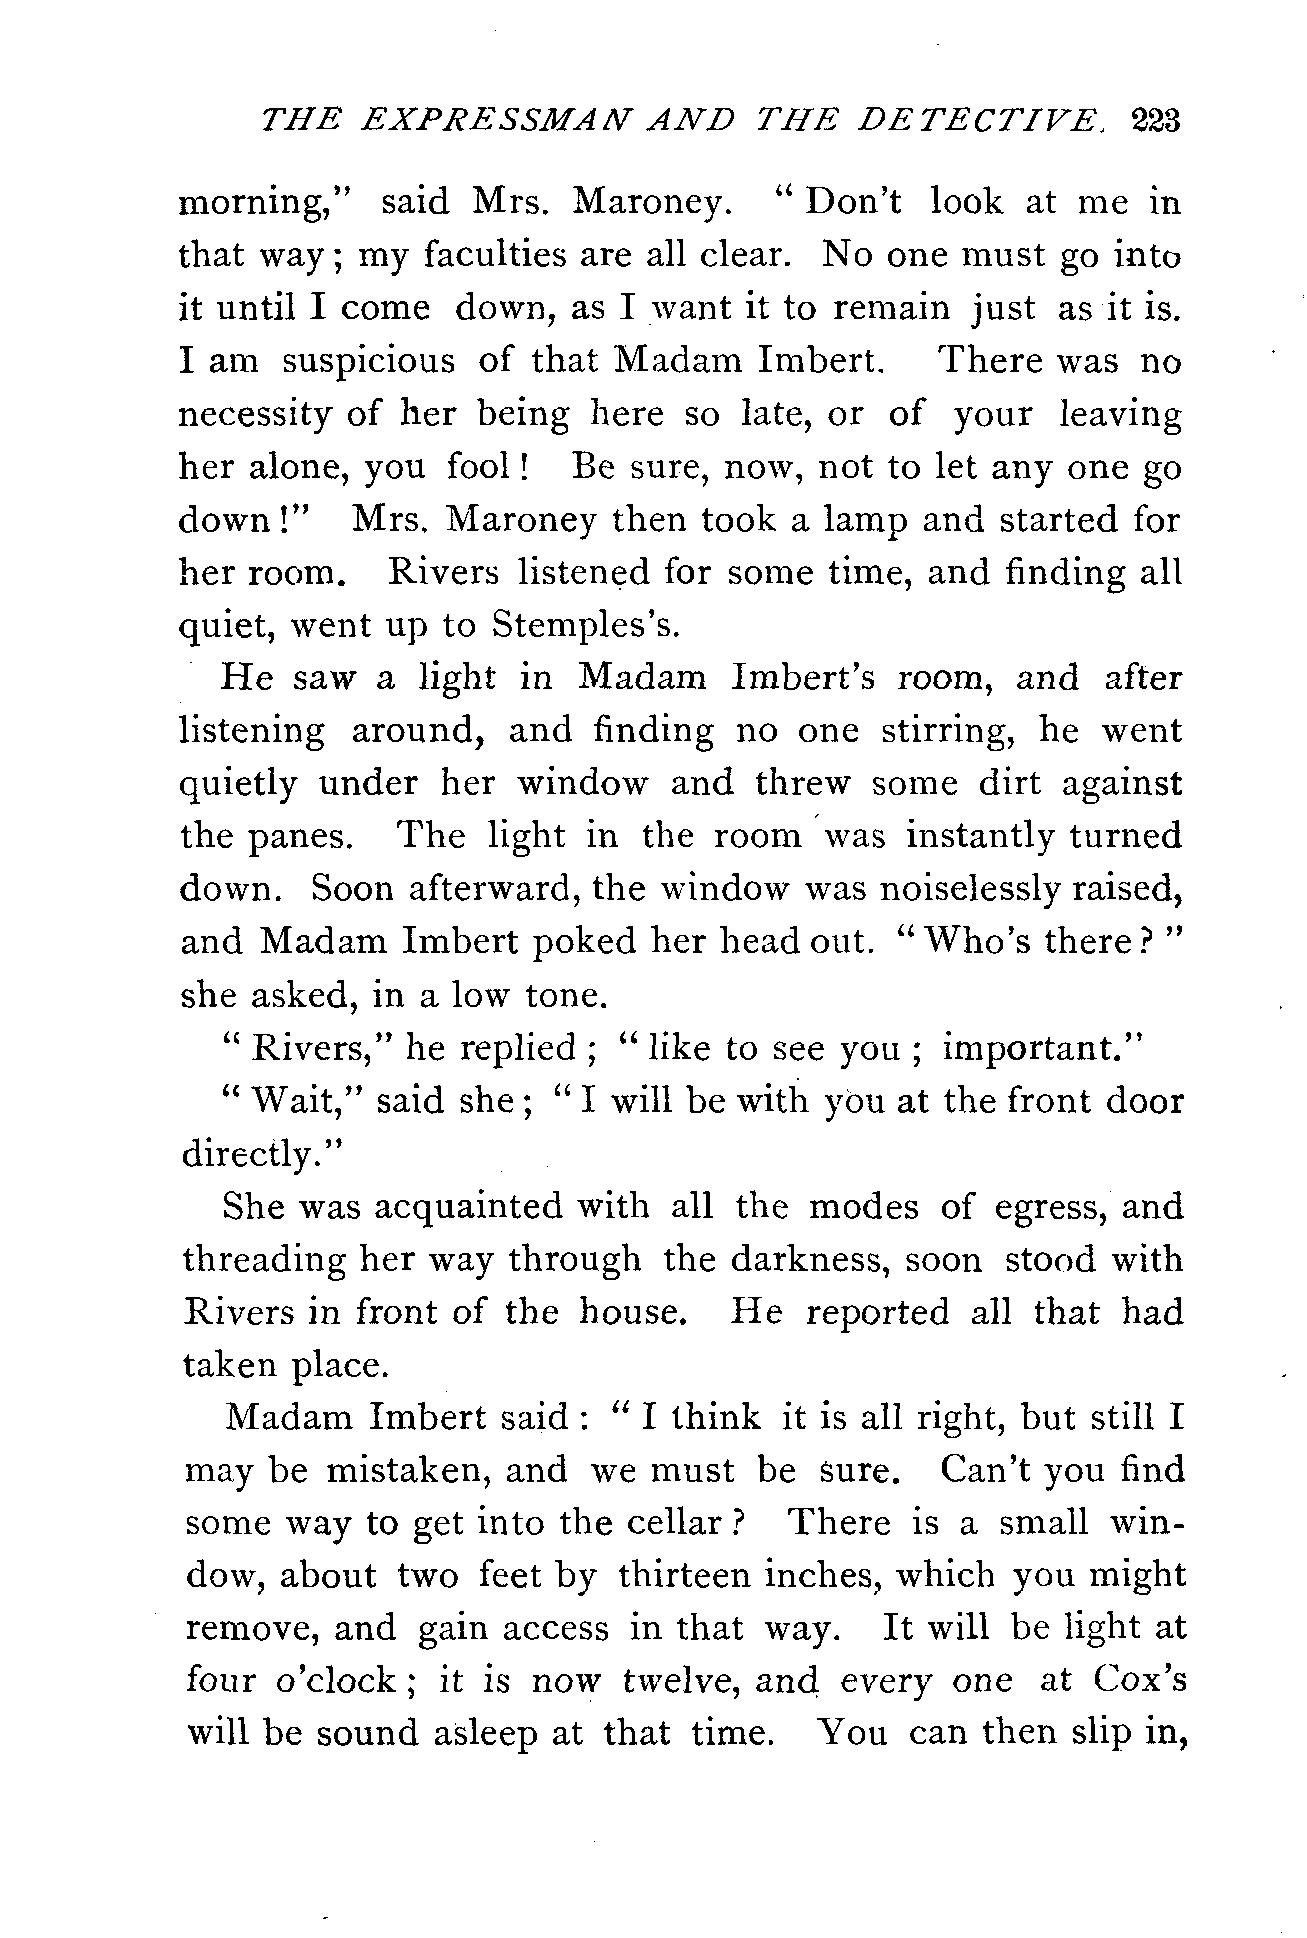 THE EXPRESSMAN AND THE DETECTIVE. 223
morning," said Mrs. Maroney. "Don't look at me in
that way; my faculties are all clear. No one must go into
it until I come down, as I want it to remain just as it is.
I am suspicious of that Madam Imbert. There was no
necessity of her being here so late, or of your leaving
her alone, you fool! Be sure, now, not to let any one go
down!" Mrs. Maroney then took a lamp and started for
her room. Rivers listened for some time, and finding all
quiet, went up to Stemples's.
He saw a light in Madam Imbert's room, and after
listening around, and finding no one stirring, he went
quietly under her window and threw some dirt against
the panes. The light in the room was instantly turned
down. Soon afterward, the window was noiselessly raised,
and Madam Imbert poked her head out. "Who's there?"
she asked, in a low tone.
"Rivers," he replied; "like to see you; important."
"Wait," said she; "I will be with you at the front door
directly."
She was acquainted with all the modes of egress, and
threading her way through the darkness, soon stood with
Rivers in front of the house. He reported all that had
taken place.
Madam Imbert said: "I think it is all right, but still I
may be mistaken, and we must be sure. Can't you find
some way to get into the cellar? There is a small win-
dow, about two feet by thirteen inches, which you might
remove, and gain access in that way. It will be light at
four o'clock; it is now twelve, and every one at Cox's
will be sound asleep at that time. You can then slip in,